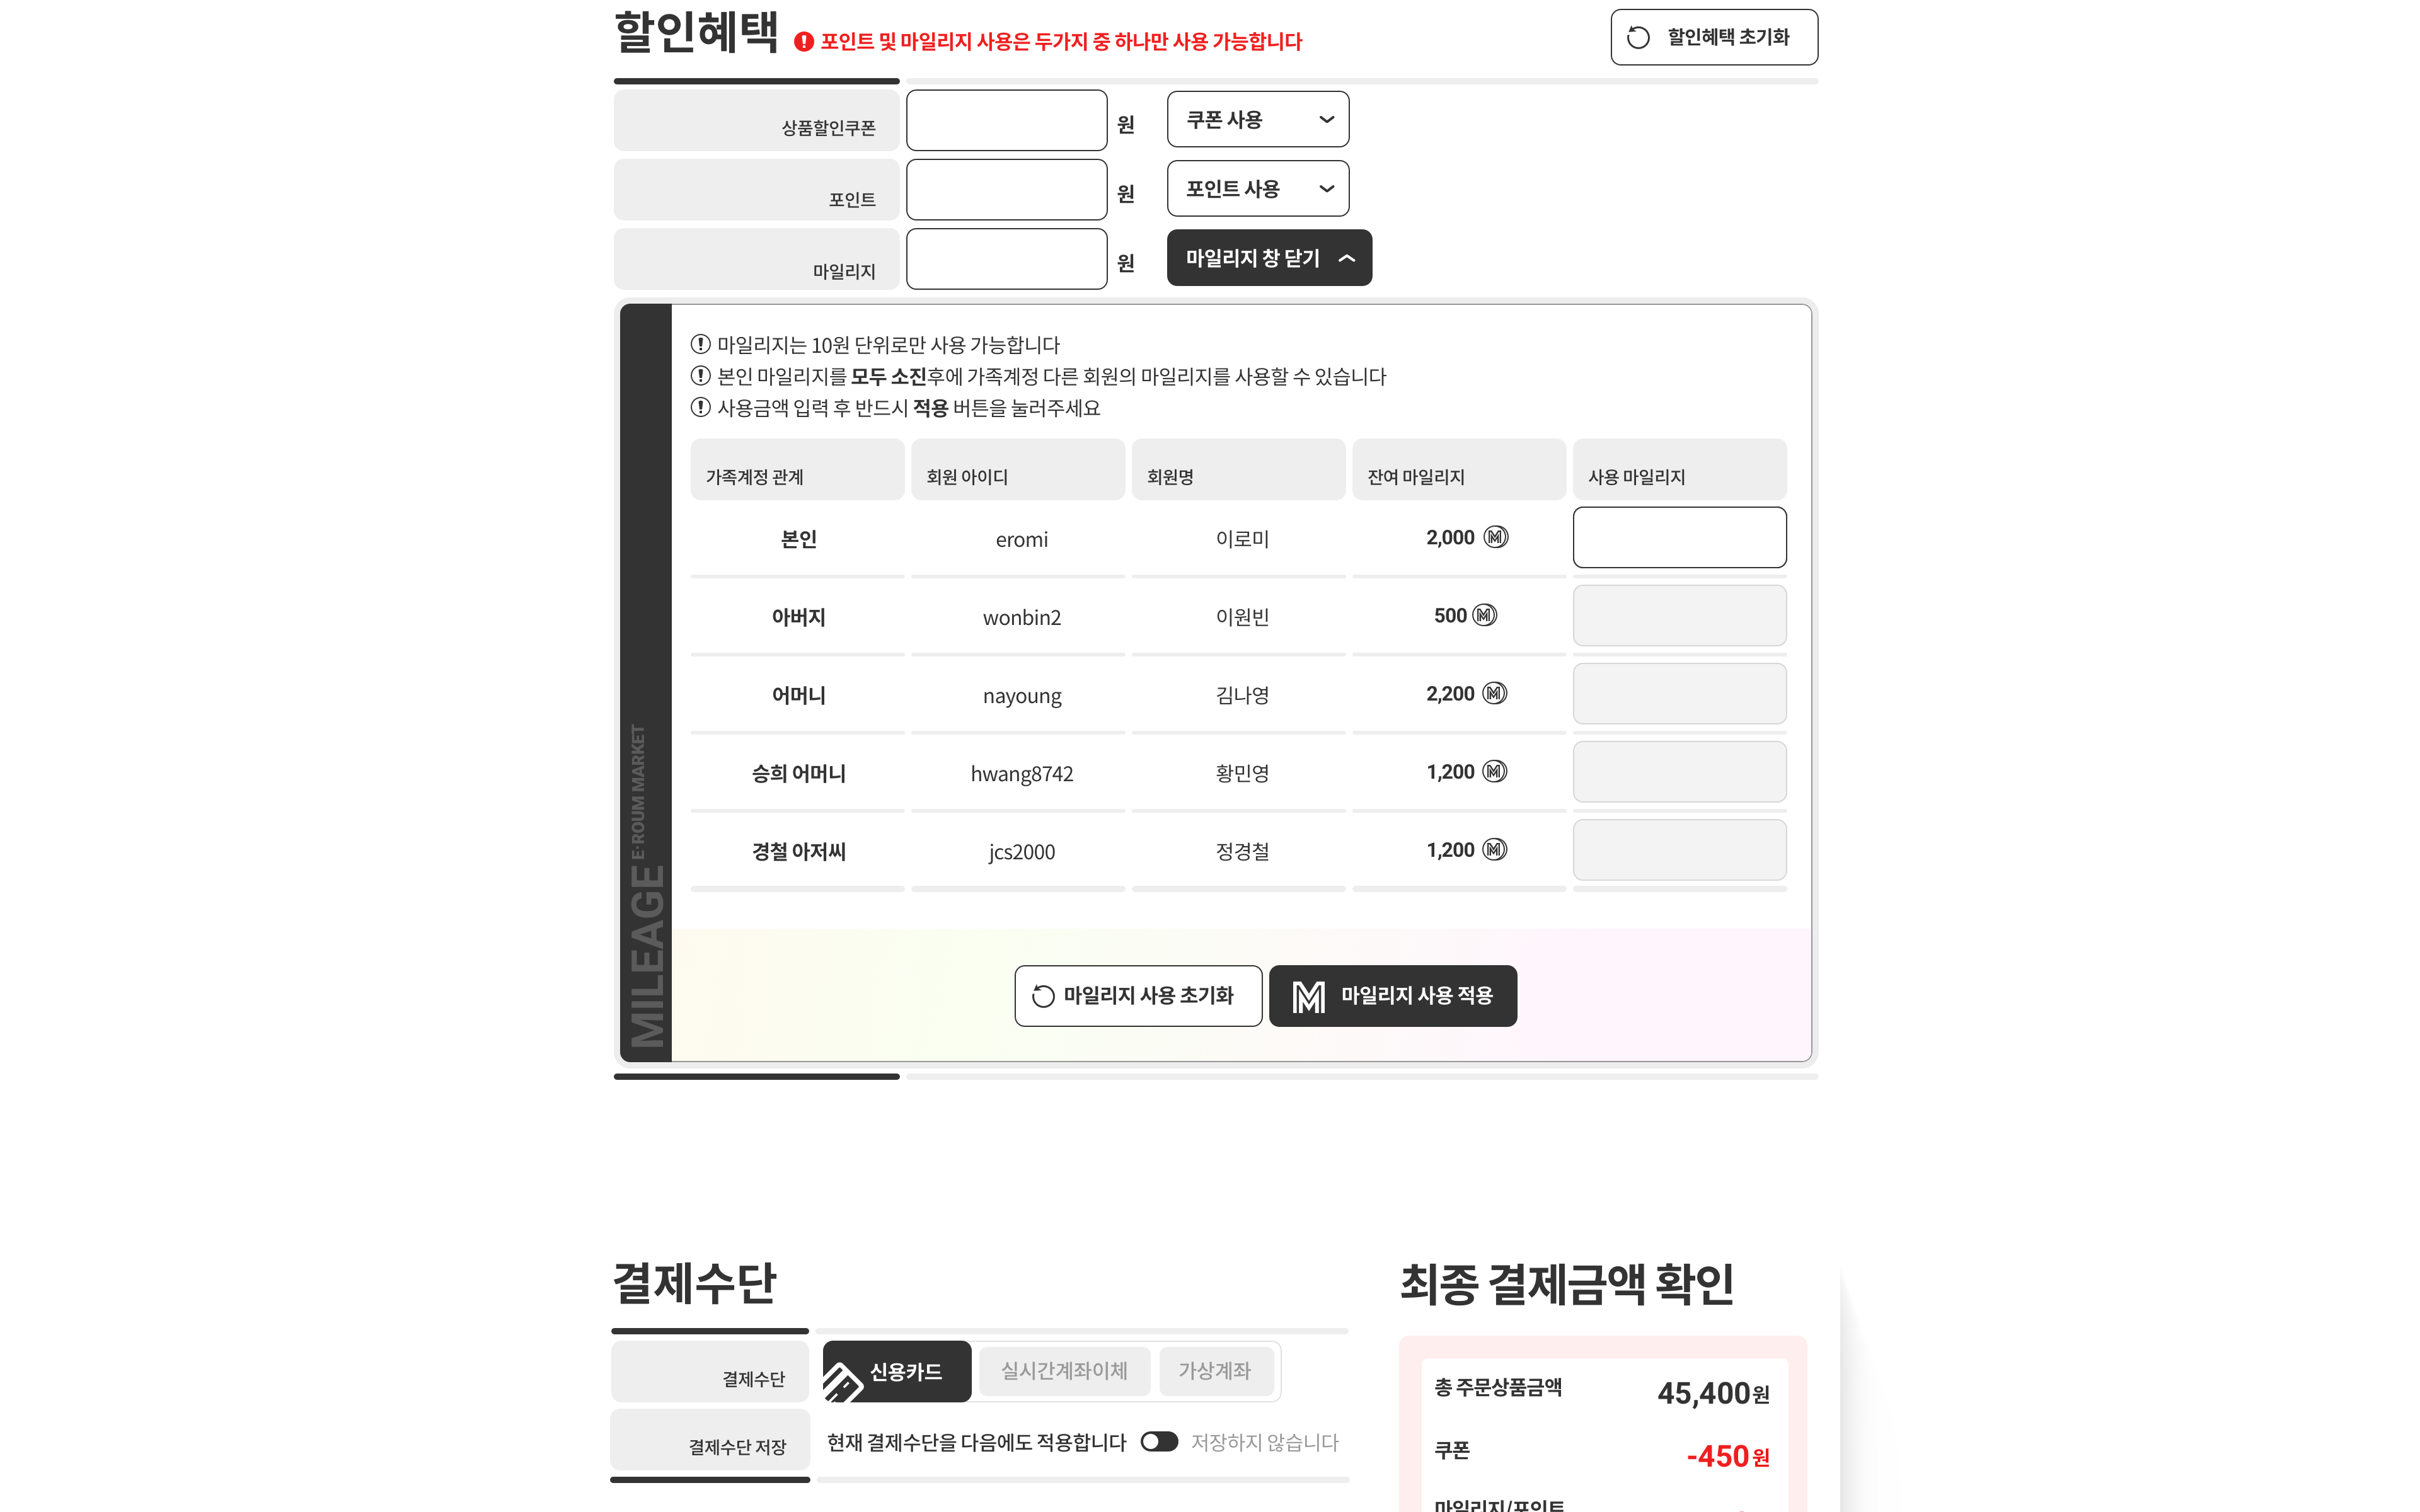 할인혜택
포인트 및 마일리지 사용은 두가지 중 하나만 사용 가능합니다
할인혜택 초기화
상품할인쿠폰
원
쿠폰 사용
포인트
원
포인트 사용
마일리지
원
마일리지 창 닫기
마일리지는 10원 단위로만 사용 가능합니다
본인 마일리지를 모두 소진후에 가족계정 다른 회원의 마일리지를 사용할 수 있습니다
사용금액 입력 후 반드시 적용 버튼을 눌러주세요
가족계정 관계
회원 아이디
회원명
잔여 마일리지
사용 마일리지
본인
eromi
이로미
2,000
아버지
wonbin2
이원빈
500
어머니
nayoung
김나영
2,200
승희 어머니
hwang8742
황민영
1,200
경철 아저씨
jcs2000
정경철
1,200
MILEAGE E·ROUM MARKET
마일리지 사용 초기화
마일리지 사용 적용
결제수단
결제수단
신용카드
실시간계좌이체
가상계좌
결제수단 저장
현재 결제수단을 다음에도 적용합니다
저장하지 않습니다
최종 결제금액 확인
총 주문상품금액
45,400원
쿠폰
-450원
마일리지/포인트